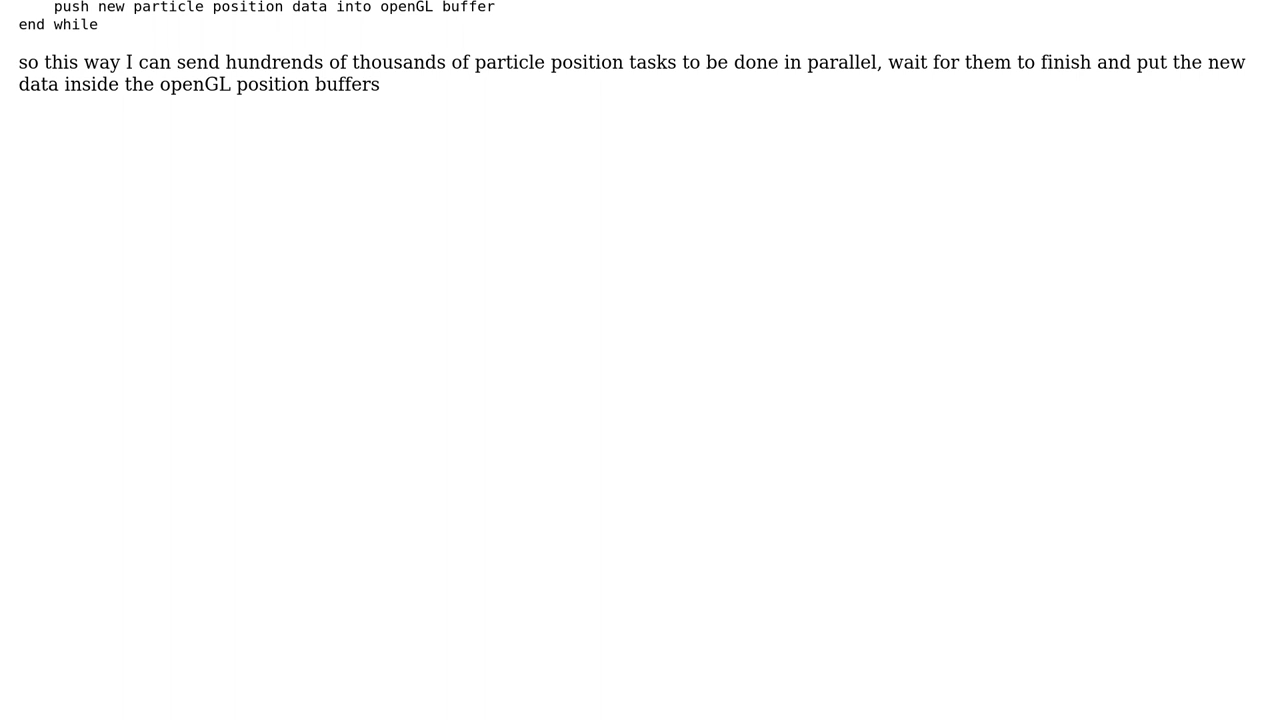 push new particle position data into openGL buffer
end while
so this way I can send hundrends of thousands of particle position tasks to be done in parallel, wait for them to finish and put the new
data inside the openGL position buffers